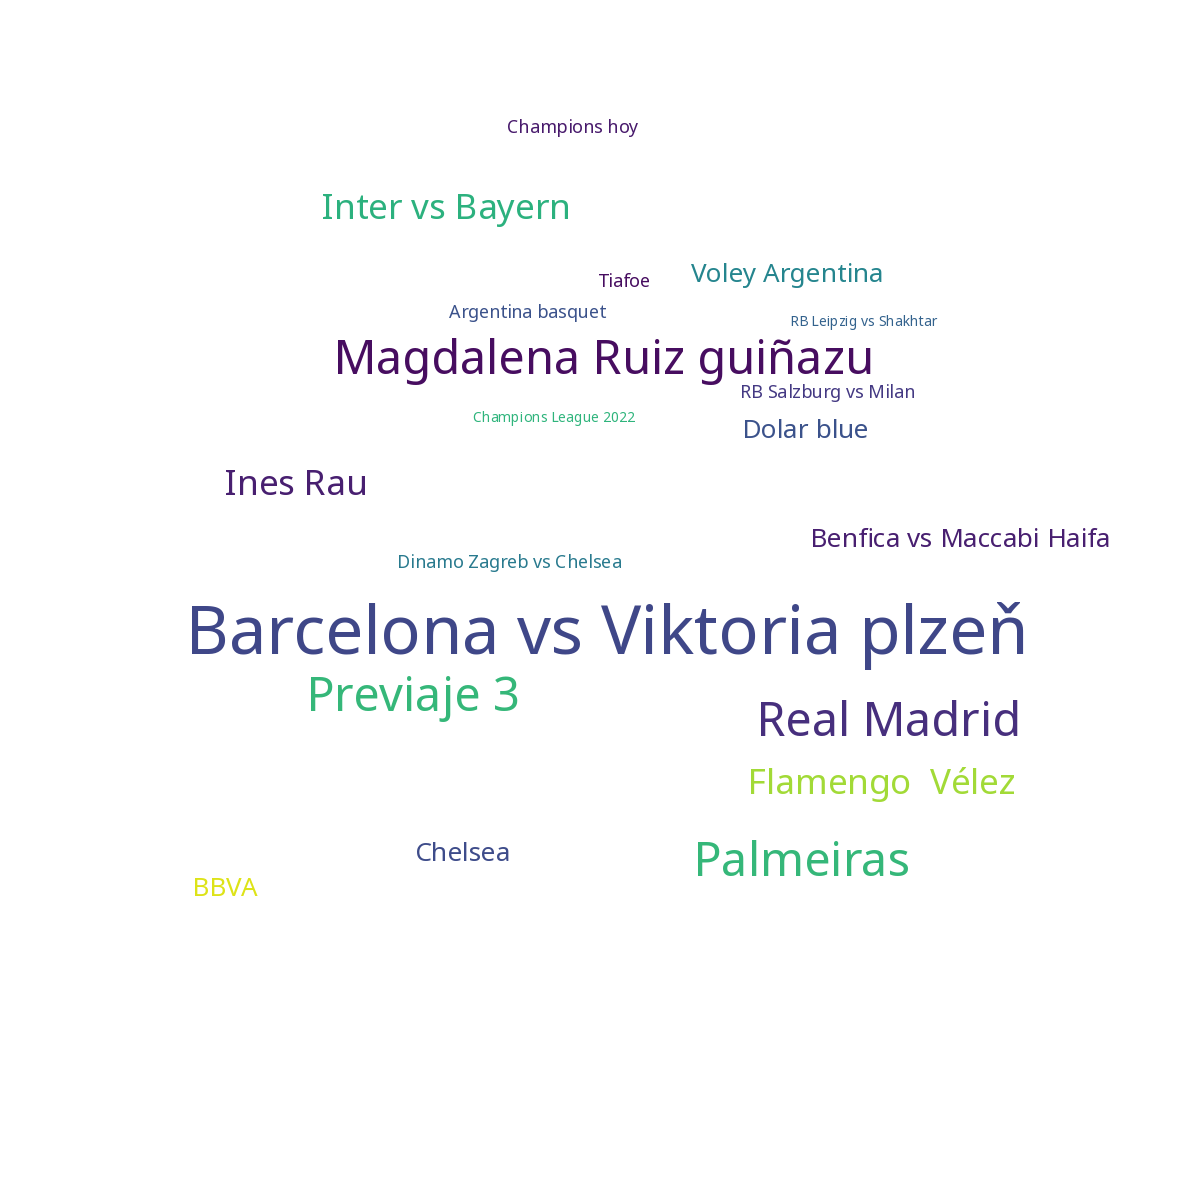 Champions hoy
Inter vs Bayern
Voley Argentina
Tiafoe
Argentina basquet
RB Leipzig vs Shakhtar
Magdalena Ruiz guiñazu
RB Salzburg vs Milan
Champions League 2022
Dolar blue
Ines Rau
Benfica vs Maccabi Haifa
Dinamo Zagreb vs Chelsea
Barcelona vs Viktoria plzeň
Previaje 3
Real Madrid
Flamengo  Vélez
Chelsea
Palmeiras
BBVA